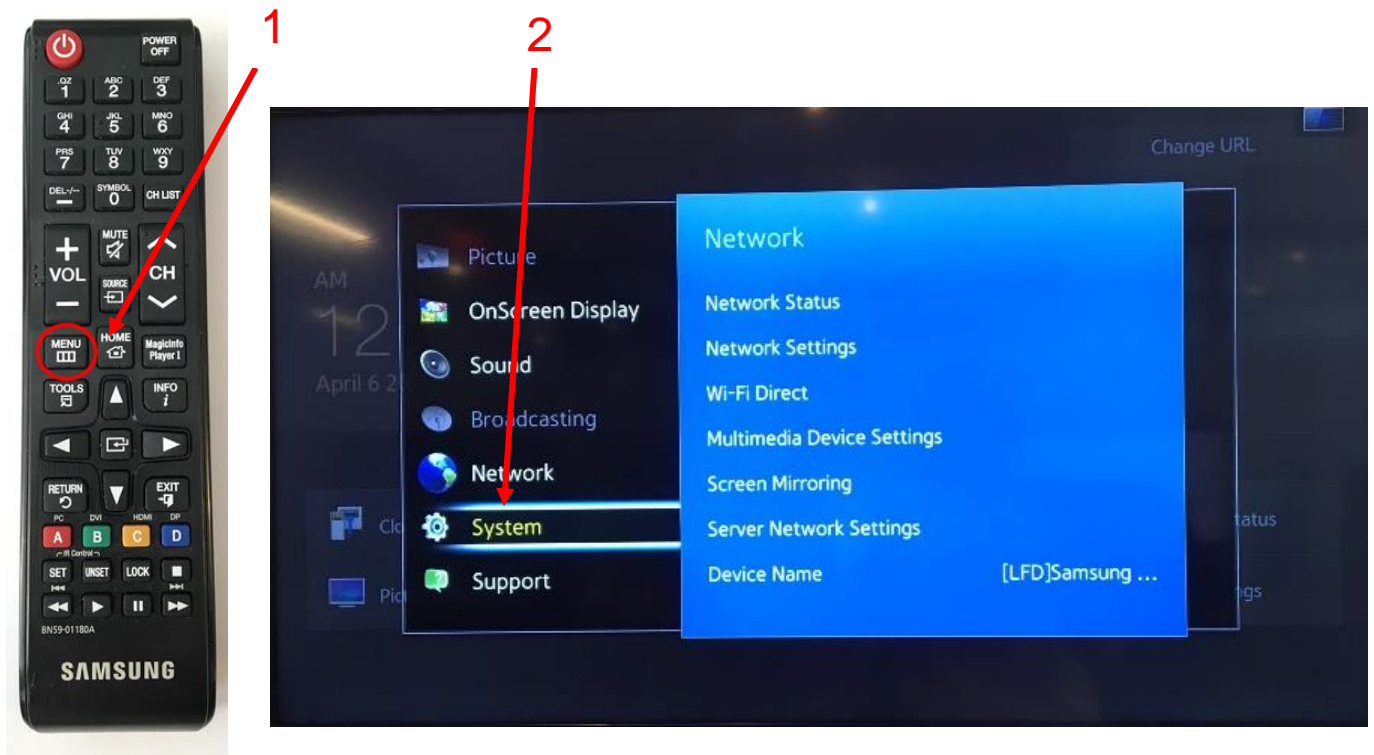 1
2
POWER
OFF
.QZ ABC DEF
1 2 3
GHI JKL MNO
4 5 6
PRS TUV WXY
7 8 9
DEL-/-- SYMBOL
0 CH LIST
MUTE
VOL CH
SOURCE
MENU HOME MagicInfo
Player I
TOOLS INFO
i
RETURN EXIT
PC DVI HDMI DP
A B C D
IR Control
SET UNSET LOCK
BN59-01180A
SAMSUNG
Change URL
AM
12
April 6 2
Picture
OnScreen Display
Sound
Broadcasting
Network
System
Support
Network
Network Status
Network Settings
Wi-Fi Direct
Multimedia Device Settings
Screen Mirroring
Server Network Settings
Device Name [LFD]Samsung ...